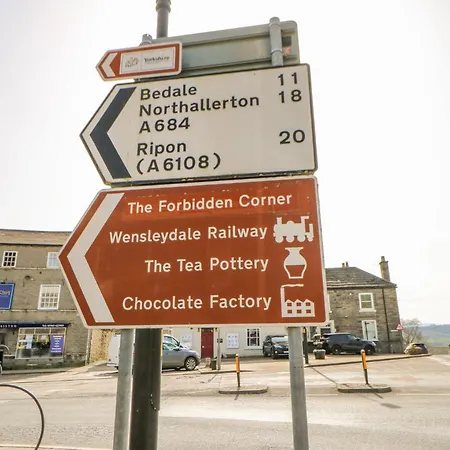 Yorkshire
Bedale 11
Northallerton 18
A684
Ripon 20
(A6108)
The Forbidden Corner
Wensleydale Railway
The Tea Pottery
Chocolate Factory